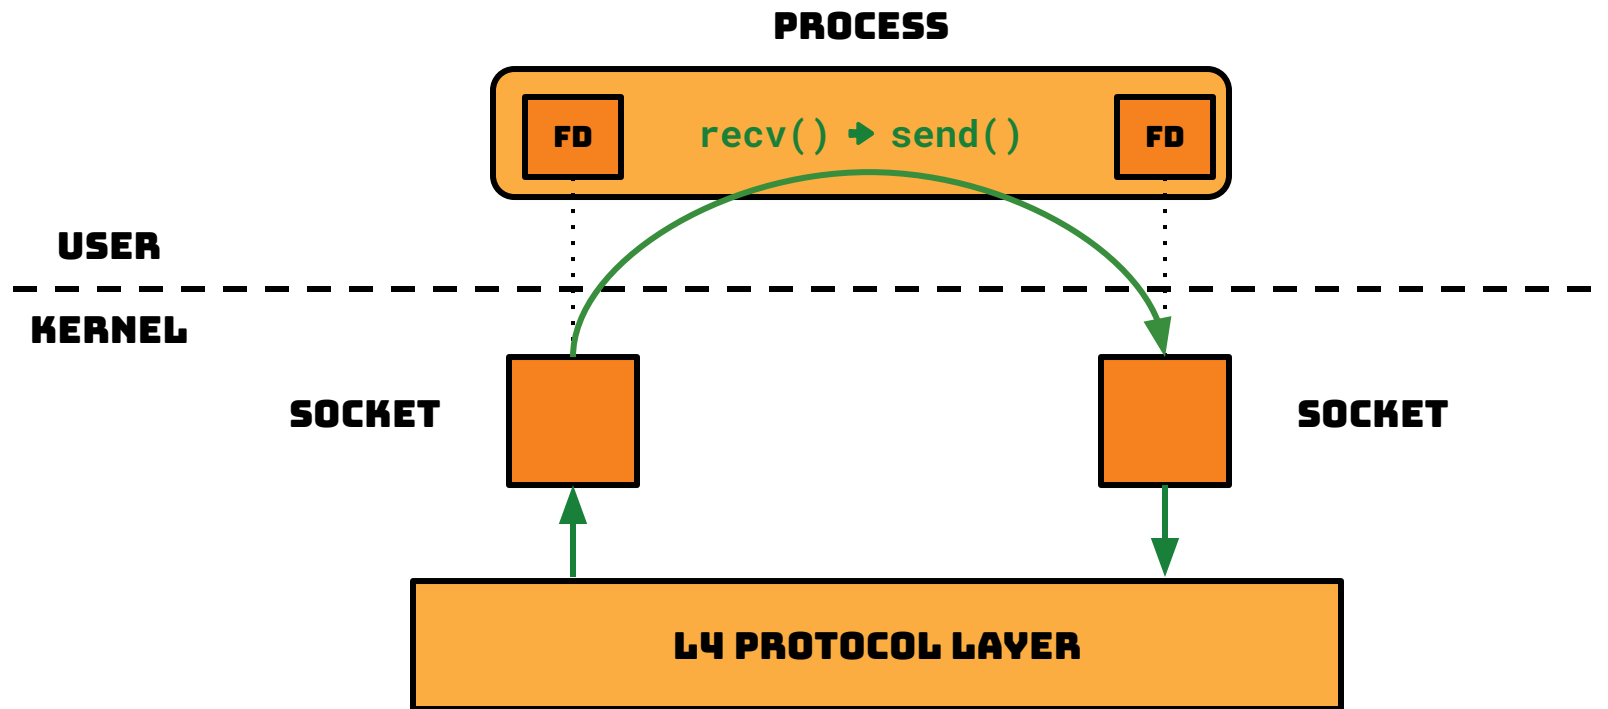 PROCESS
FD
recv() → send()
FD
USER
KERNEL
SOCKET
SOCKET
L4 PROTOCOL LAYER